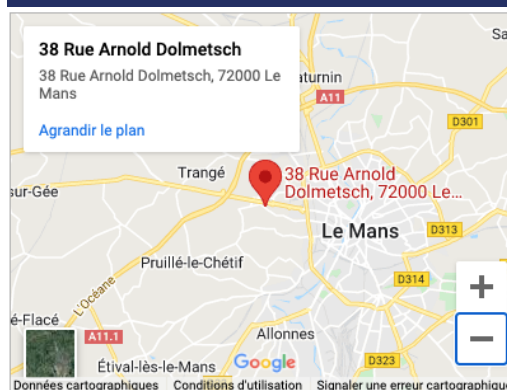 38 Rue Arnold Dolmetsch
38 Rue Arnold Dolmetsch, 72000 Le
Mans
Agrandir le plan
Sa
aturnin
A11
D301
Trangé
38 Rue Arnold
Dolmetsch, 72000 Le...
sur-Gée
Le Mans
D313
Pruillé-le-Chétif
D314
L'Océane
é-Flacé
A11.1
Allonnes
Étival-lès-le-Mans
Google
D323
Données cartographiques Conditions d'utilisation Signaler une erreur cartographique